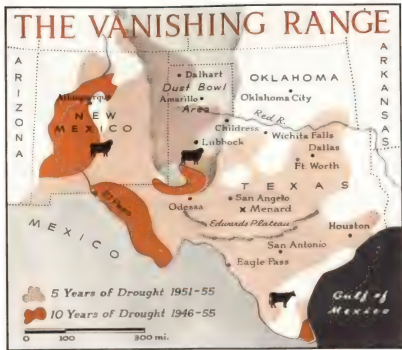 THE VANISHING RANGE
ARIZONA
ARKANSAS
Dalhart
Dust Bowl
Amarillo
Area
OKLAHOMA
Oklahoma City
Albuquerque
NEW
MEXICO
Red R.
Childress
Wichita Falls
Lubbock
Dallas
Ft. Worth
TEXAS
El Paso
Odessa
San Angelo
Menard
MEXICO
Edwards Plateau
Houston
San Antonio
Eagle Pass
5 Years of Drought 1951-55
10 Years of Drought 1946-55
Gulf of
Mexico
0 100 300 mi.